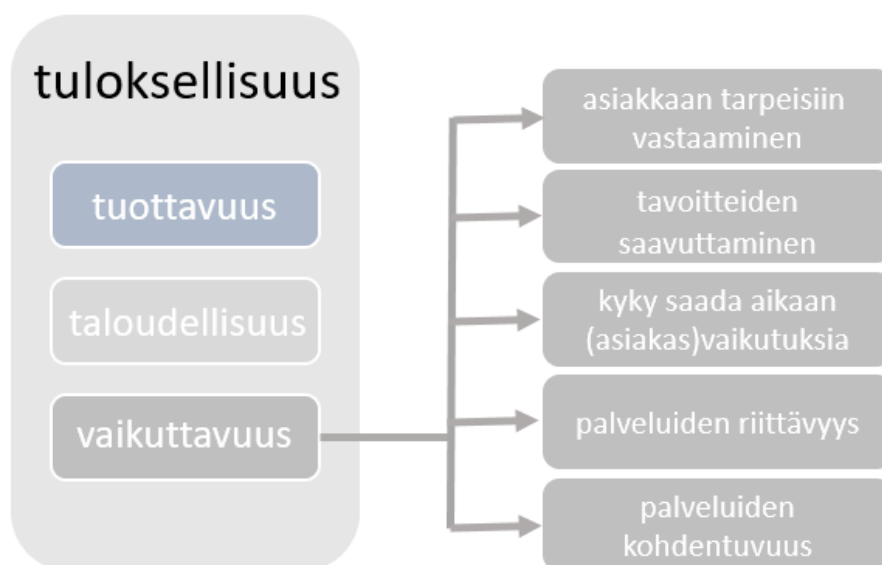 tuloksellisuus
tuottavuus
taloudellisuus
vaikuttavuus
asiakkaan tarpeisiin
vastaaminen
tavoitteiden
saavuttaminen
kyky saada aikaan
(asiakas)vaikutuksia
palveluiden riittävyys
palveluiden
kohdentuvuus